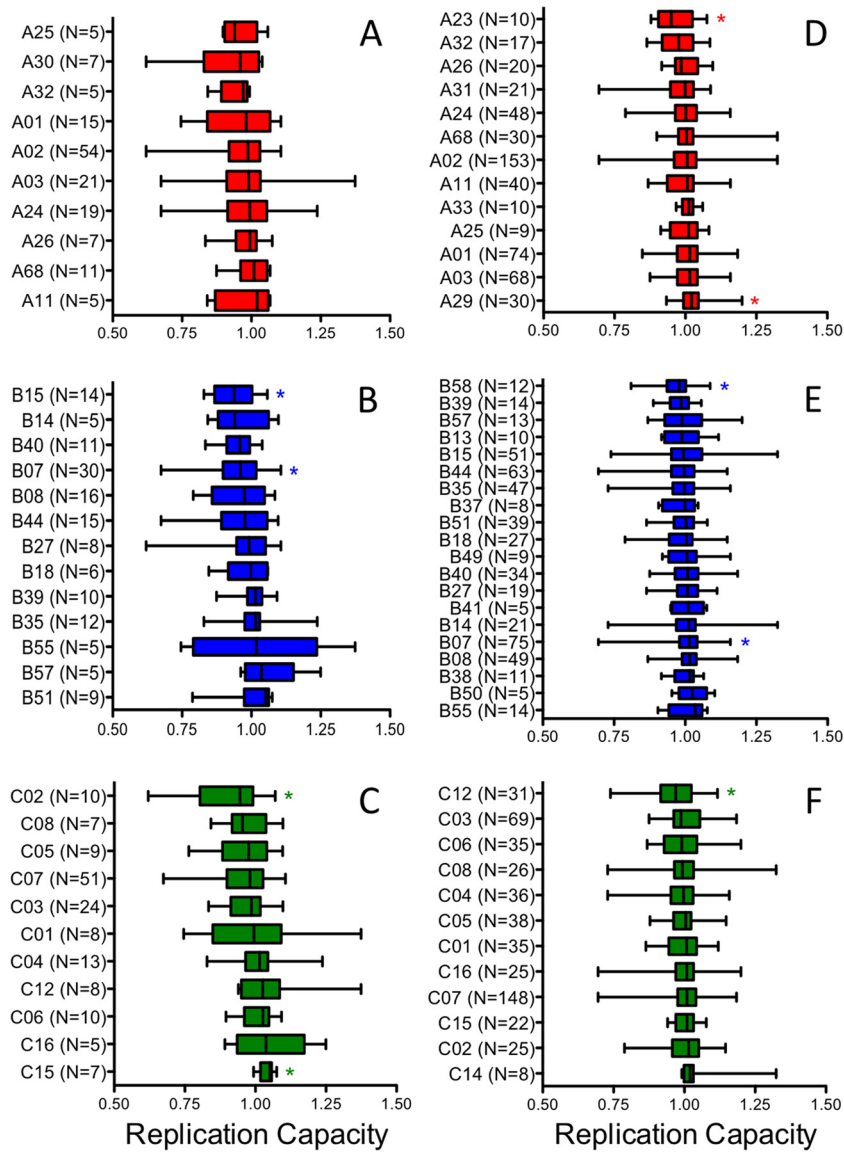 A
A25 (N=5)
A30 (N=7)
A32 (N=5)
A01 (N=15)
A02 (N=54)
A03 (N=21)
A24 (N=19)
A26 (N=7)
A68 (N=11)
A11 (N=5)
0.50 0.75 1.00 1.25 1.50
D
A23 (N=10) *
A32 (N=17)
A26 (N=20)
A31 (N=21)
A24 (N=48)
A68 (N=30)
A02 (N=153)
A11 (N=40)
A33 (N=10)
A25 (N=9)
A01 (N=74)
A03 (N=68)
A29 (N=30) *
0.50 0.75 1.00 1.25 1.50
B
B15 (N=14) *
B14 (N=5)
B40 (N=11)
B07 (N=30) *
B08 (N=16)
B44 (N=15)
B27 (N=8)
B18 (N=6)
B39 (N=10)
B35 (N=12)
B55 (N=5)
B57 (N=5)
B51 (N=9)
0.50 0.75 1.00 1.25 1.50
E
B58 (N=12) *
B39 (N=14)
B57 (N=13)
B13 (N=10)
B15 (N=51)
B44 (N=63)
B35 (N=47)
B37 (N=8)
B51 (N=39)
B18 (N=27)
B49 (N=9)
B40 (N=34)
B27 (N=19)
B41 (N=5)
B14 (N=21)
B07 (N=75) *
B08 (N=49)
B38 (N=11)
B50 (N=5)
B55 (N=14)
0.50 0.75 1.00 1.25 1.50
C
C02 (N=10) *
C08 (N=7)
C05 (N=9)
C07 (N=51)
C03 (N=24)
C01 (N=8)
C04 (N=13)
C12 (N=8)
C06 (N=10)
C16 (N=5)
C15 (N=7) *
0.50 0.75 1.00 1.25 1.50
Replication Capacity
F
C12 (N=31) *
C03 (N=69)
C06 (N=35)
C08 (N=26)
C04 (N=36)
C05 (N=38)
C01 (N=35)
C16 (N=25)
C07 (N=148)
C15 (N=22)
C02 (N=25)
C14 (N=8)
0.50 0.75 1.00 1.25 1.50
Replication Capacity